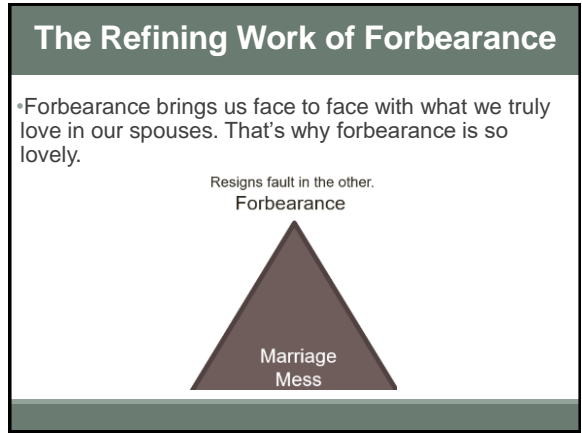 The Refining Work of Forbearance
•Forbearance brings us face to face with what we truly
love in our spouses. That’s why forbearance is so
lovely.
Resigns fault in the other.
Forbearance
Marriage
Mess